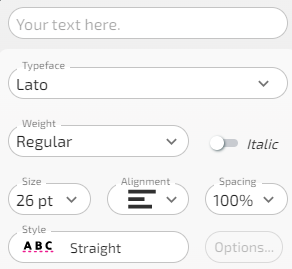 Your text here.
Typeface
Lato
Weight
Regular
Italic
Size
Alignment
Spacing
26 pt
100%
Style
ABC Straight
Options...